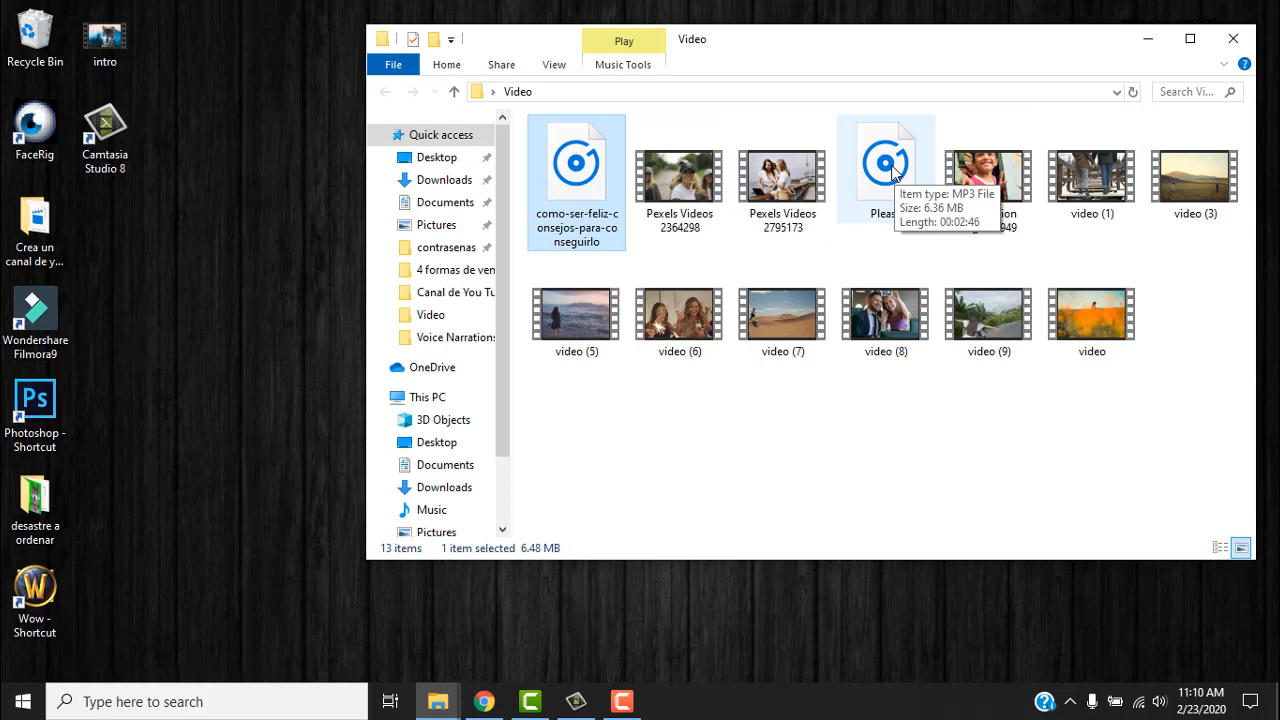 Recycle Bin
intro
FaceRig
Camtasia
Studio 8
Crea un
canal de y...
Wondershare
Filmora9
Ps
Photoshop -
Shortcut
desastre a
ordenar
W
Wow -
Shortcut
Play
Video
File
Home
Share
View
Music Tools
Video
Search Vi...
Quick access
Desktop
Downloads
Documents
Pictures
contrasenas
4 formas de ven
Canal de You Tu
Video
Voice Narrations
OneDrive
This PC
3D Objects
Desktop
Documents
Downloads
Music
Pictures
como-ser-feliz-c
onsejos-para-co
nseguirlo
Pexels Videos
2364298
Pexels Videos
2795173
Pleas
Item type: MP3 File
Size: 6.36 MB
Length: 00:02:46
ion
949
video (1)
video (3)
video (5)
video (6)
video (7)
video (8)
video (9)
video
13 items
1 item selected 6.48 MB
Type here to search
11:10 AM
2/23/2020